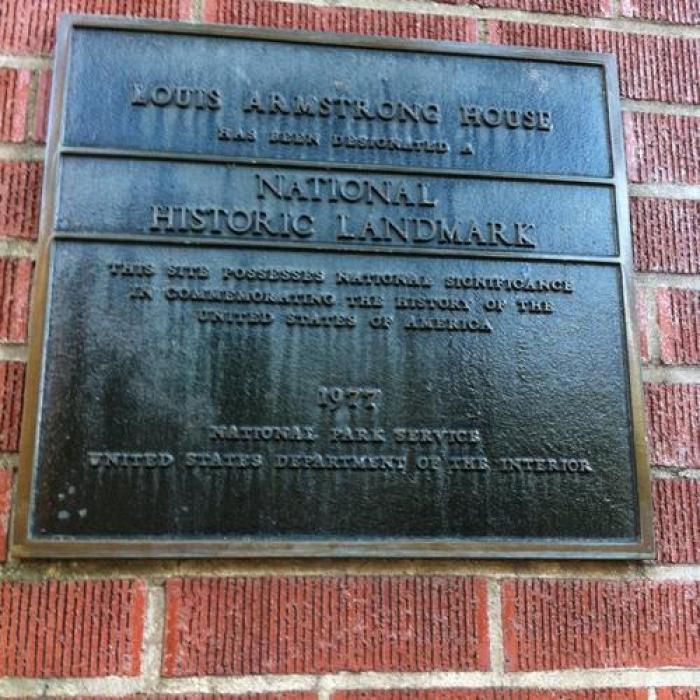 LOUIS ARMSTRONG HOUSE
HAS BEEN DESIGNATED A
NATIONAL
HISTORIC LANDMARK
THIS SITE POSSESSES NATIONAL SIGNIFICANCE
IN COMMEMORATING THE HISTORY OF THE
UNITED STATES OF AMERICA
1977
NATIONAL PARK SERVICE
UNITED STATES DEPARTMENT OF THE INTERIOR